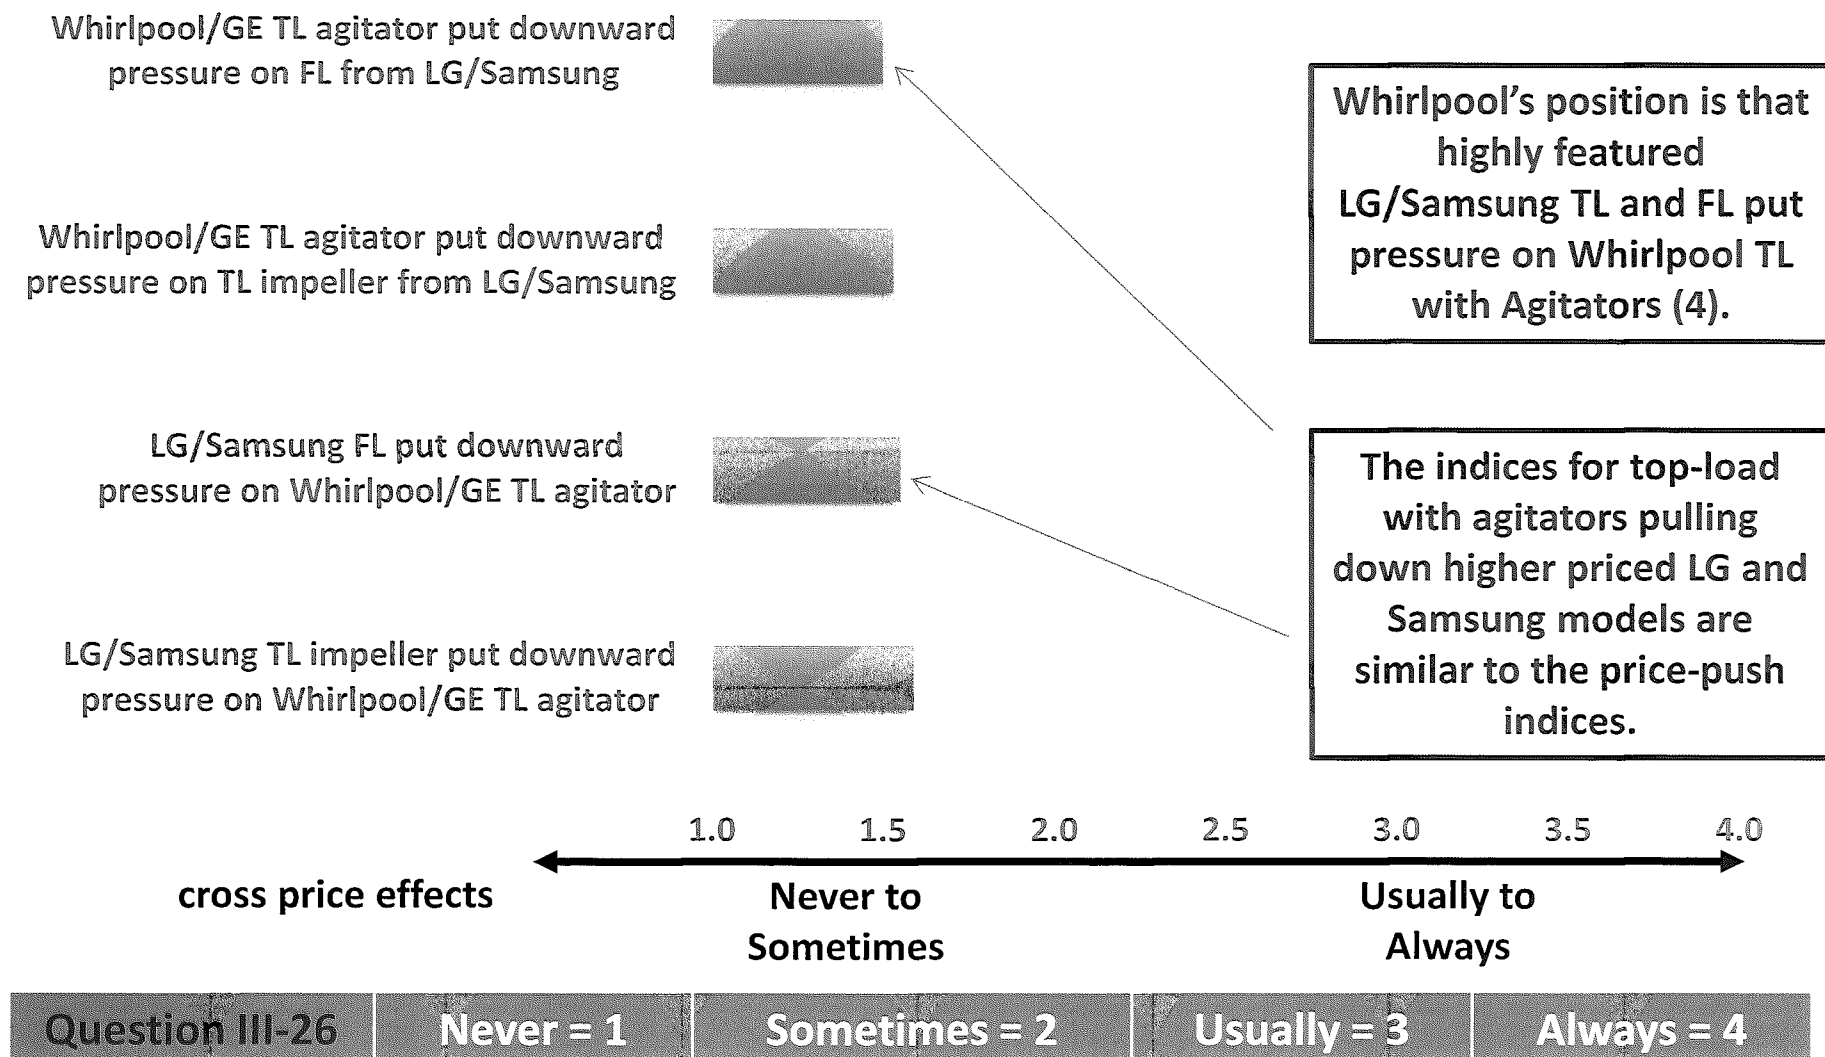 Whirlpool/GE TL agitator put downward
pressure on FL from LG/Samsung
Whirlpool/GE TL agitator put downward
pressure on TL impeller from LG/Samsung
LG/Samsung FL put downward
pressure on Whirlpool/GE TL agitator
LG/Samsung TL impeller put downward
pressure on Whirlpool/GE TL agitator
Whirlpool's position is that
highly featured
LG/Samsung TL and FL put
pressure on Whirlpool TL
with Agitators (4).
The indices for top-load
with agitators pulling
down higher priced LG and
Samsung models are
similar to the price-push
indices.
1.0 1.5 2.0 2.5 3.0 3.5 4.0
cross price effects
Never to
Sometimes
Usually to
Always
Question III-26 Never = 1 Sometimes = 2 Usually = 3 Always = 4